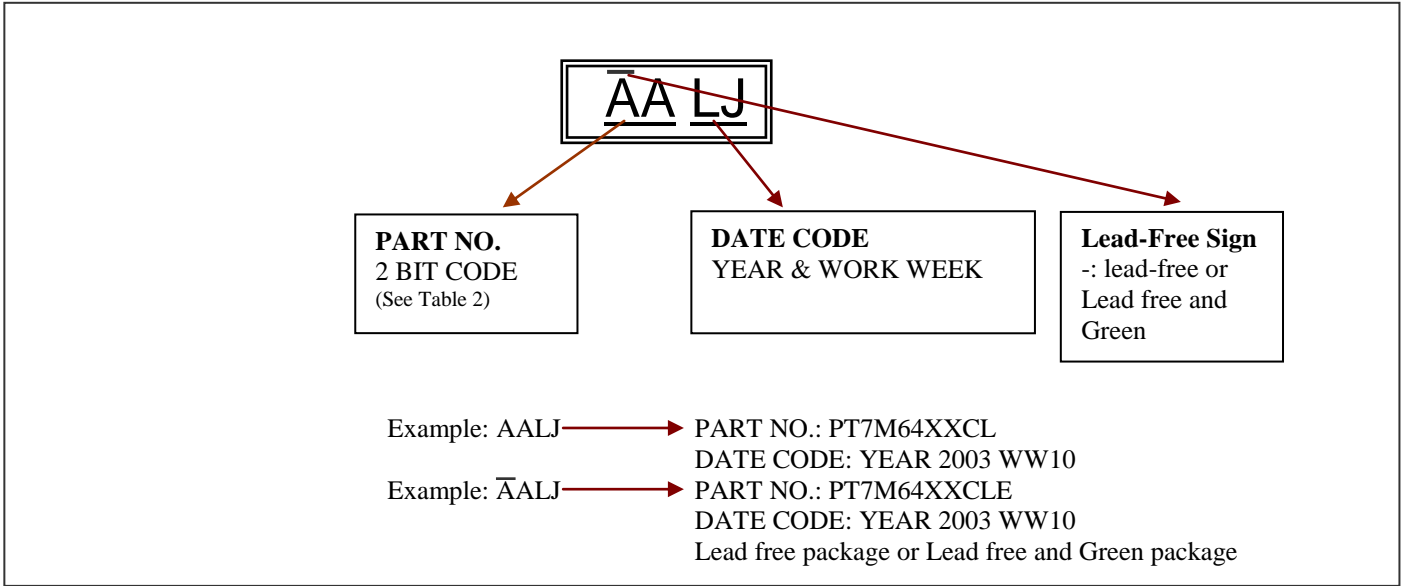 A̅A LJ
PART NO.
2 BIT CODE
(See Table 2)
DATE CODE
YEAR & WORK WEEK
Lead-Free Sign
-: lead-free or
Lead free and
Green
Example: AALJ PART NO.: PT7M64XXCL
DATE CODE: YEAR 2003 WW10
Example: A̅ALJ PART NO.: PT7M64XXCLE
DATE CODE: YEAR 2003 WW10
Lead free package or Lead free and Green package